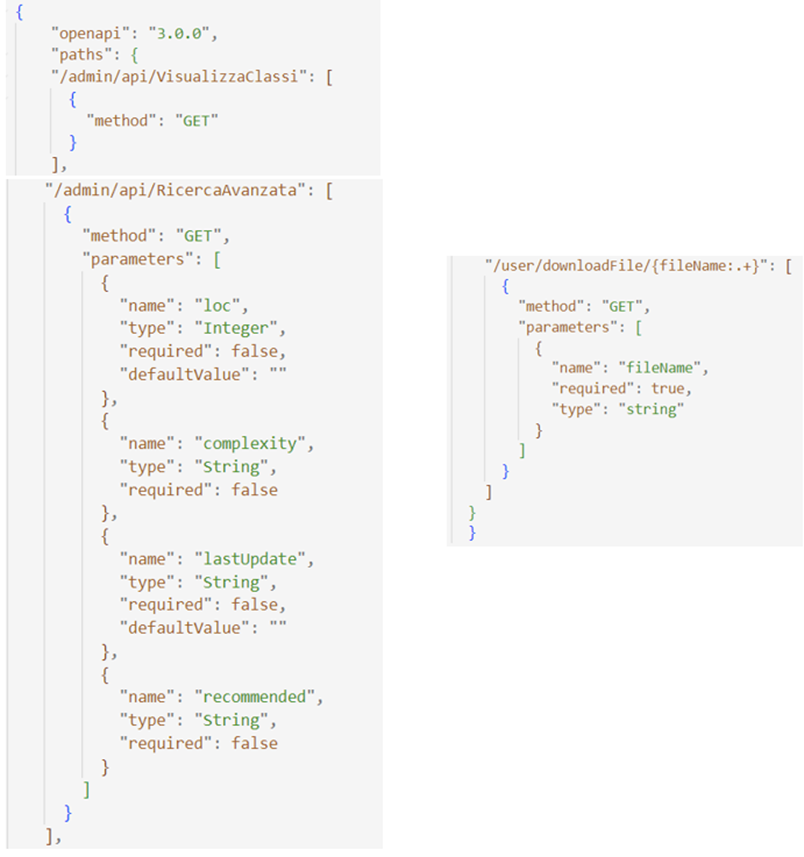 {
"openapi": "3.0.0",
"paths": {
"/admin/api/VisualizzaClassi": [
{
"method": "GET"
}
],
"/admin/api/RicercaAvanzata": [
{
"method": "GET",
"parameters": [
{
"name": "loc",
"type": "Integer",
"required": false,
"defaultValue": ""
},
{
"name": "complexity",
"type": "String",
"required": false
},
{
"name": "lastUpdate",
"type": "String",
"required": false,
"defaultValue": ""
},
{
"name": "recommended",
"type": "String",
"required": false
}
]
}
],
"/user/downloadFile/{fileName:.+}": [
{
"method": "GET",
"parameters": [
{
"name": "fileName",
"required": true,
"type": "string"
}
]
}
]
}
}